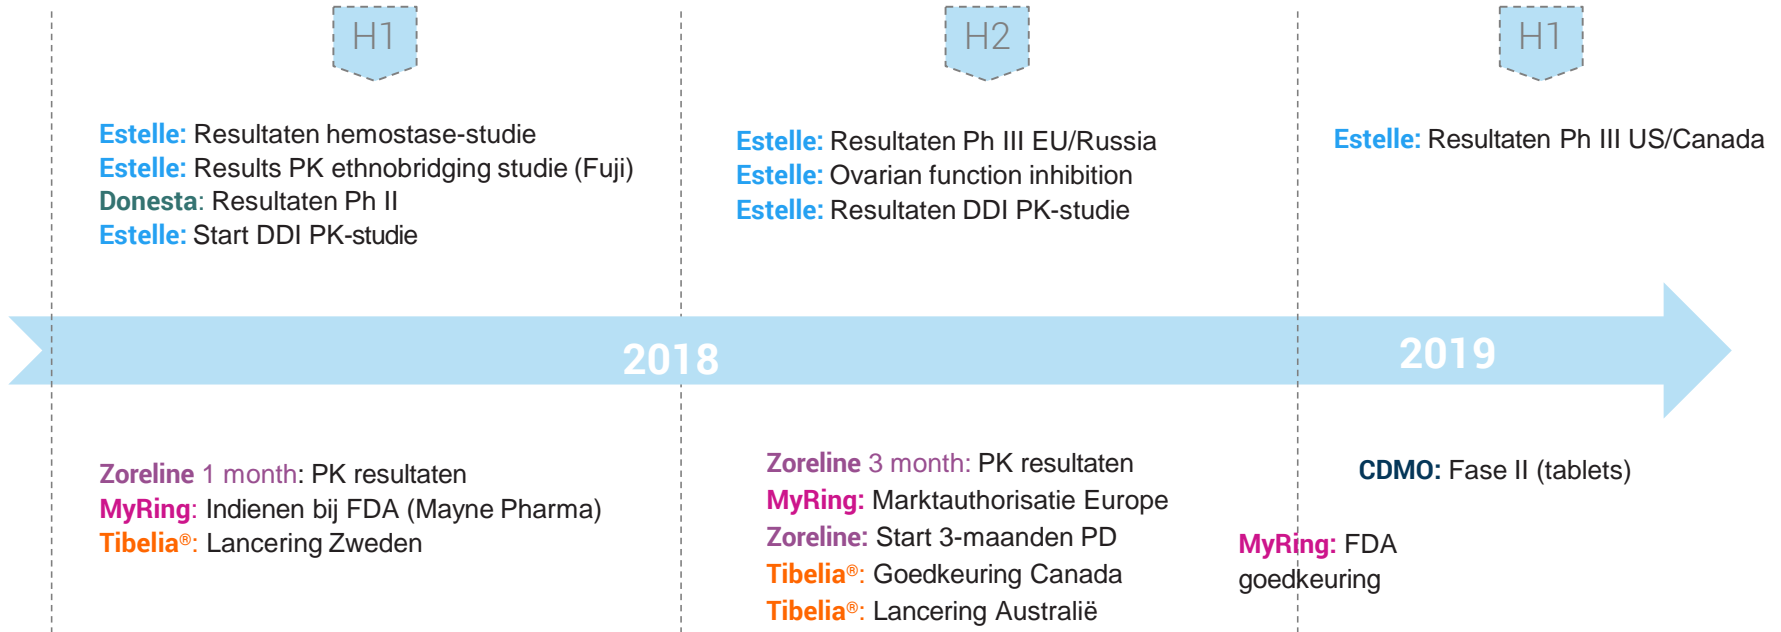 H1
H2
H1
Estelle: Resultaten hemostase-studie
Estelle: Results PK ethnobridging studie (Fuji)
Donesta: Resultaten Ph II
Estelle: Start DDI PK-studie
Estelle: Resultaten Ph III EU/Russia
Estelle: Ovarian function inhibition
Estelle: Resultaten DDI PK-studie
Estelle: Resultaten Ph III US/Canada
2018
2019
Zoreline 1 month: PK resultaten
MyRing: Indienen bij FDA (Mayne Pharma)
Tibelia®: Lancering Zweden
Zoreline 3 month: PK resultaten
MyRing: Marktauthorisatie Europe
Zoreline: Start 3-maanden PD
Tibelia®: Goedkeuring Canada
Tibelia®: Lancering Australië
CDMO: Fase II (tablets)
MyRing: FDA
goedkeuring